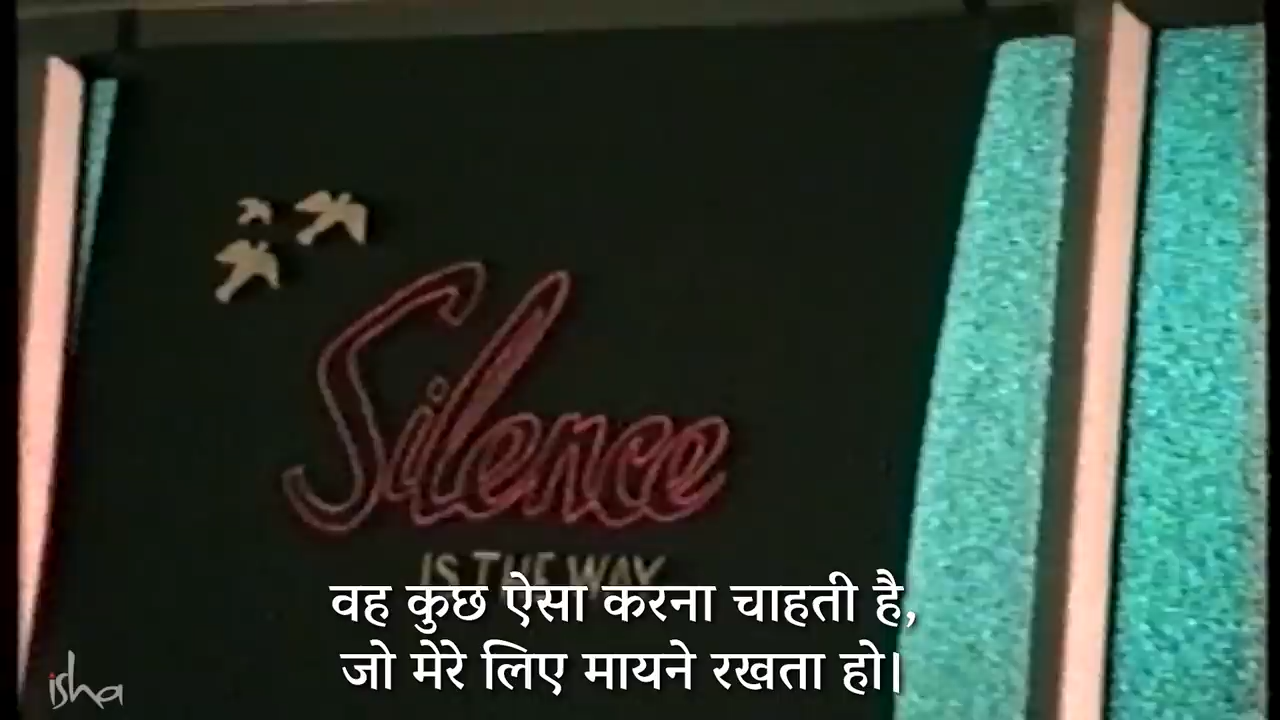 Silence
IS THE WAY
वह कुछ ऐसा करना चाहती है,
जो मेरे लिए मायने रखता हो।
isha